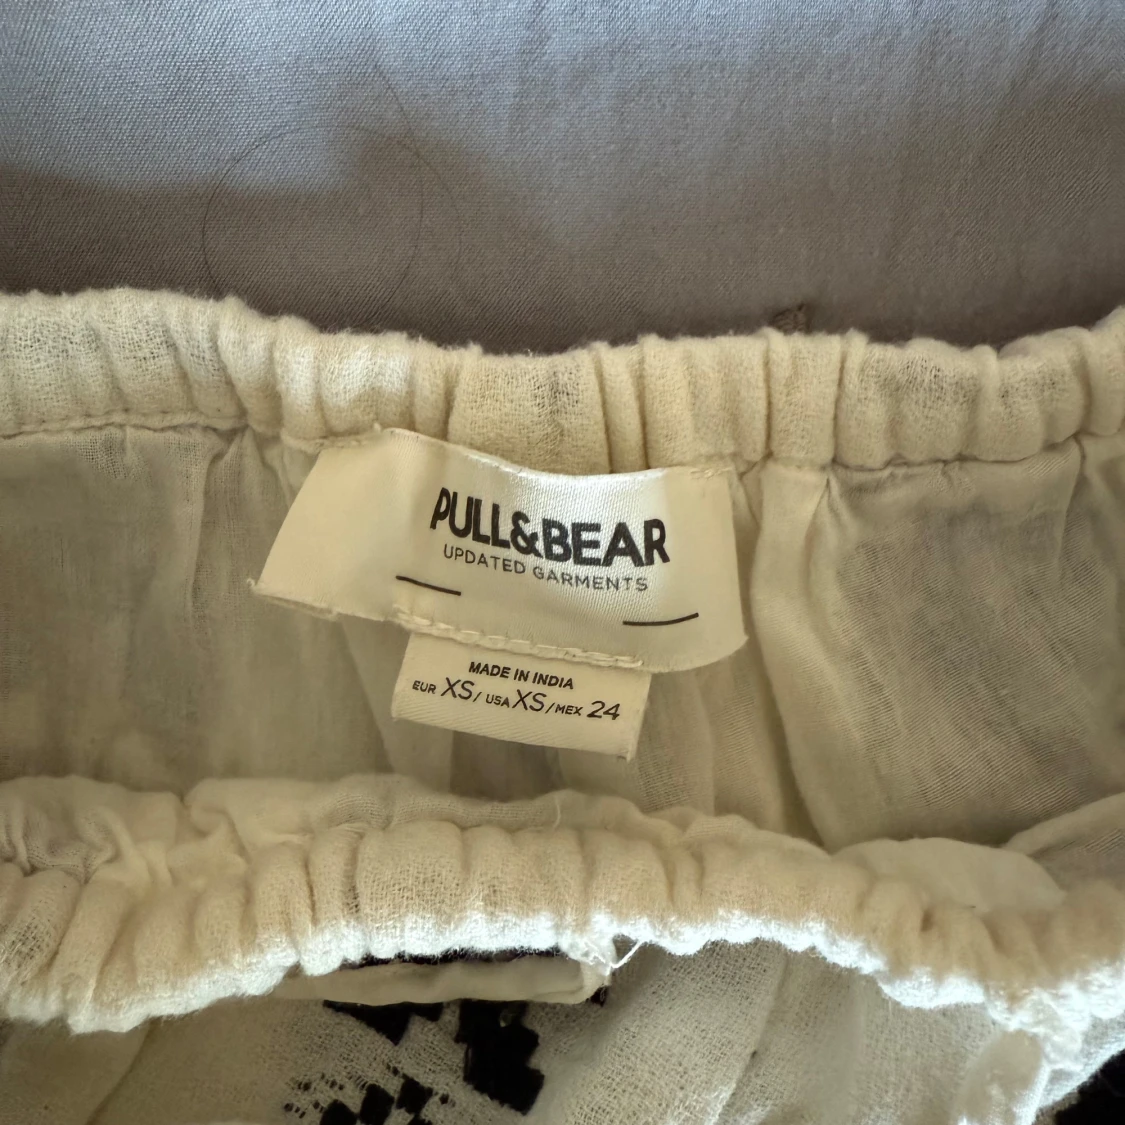 PULL&BEAR
UPDATED GARMENTS
MADE IN INDIA
EUR XS/ USA XS/MEX 24